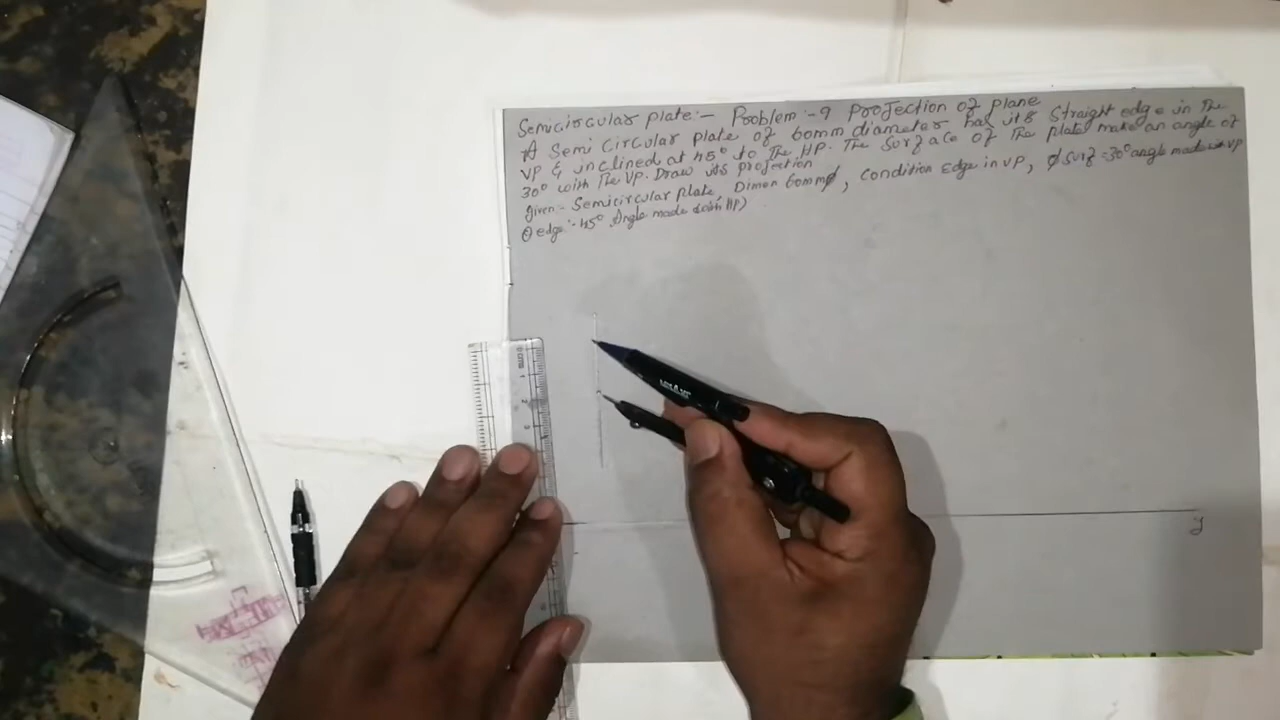 Semicircular plate :- Problem :- 9 Projection of plane
A Semi Circular plate of 60mm diameter has its Straight edge in The
VP & inclined at 45° to The HP. The Surface of The plate make an angle of
30° with The VP. Draw its projection
given - Semicircular plate, Dimen 60mmϕ, Condition Edge in VP, ϕ Surf = 30° angle made VP
θ edge :- 45° Angle made HP)
y